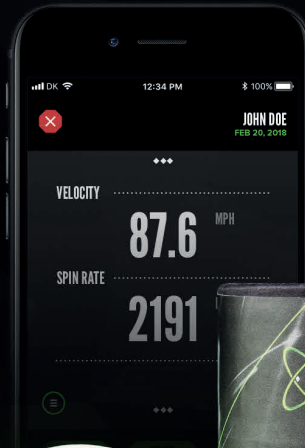 DK 12:34 PM 100%
JOHN DOE
FEB 20, 2018
VELOCITY
87.6 MPH
SPIN RATE
2191